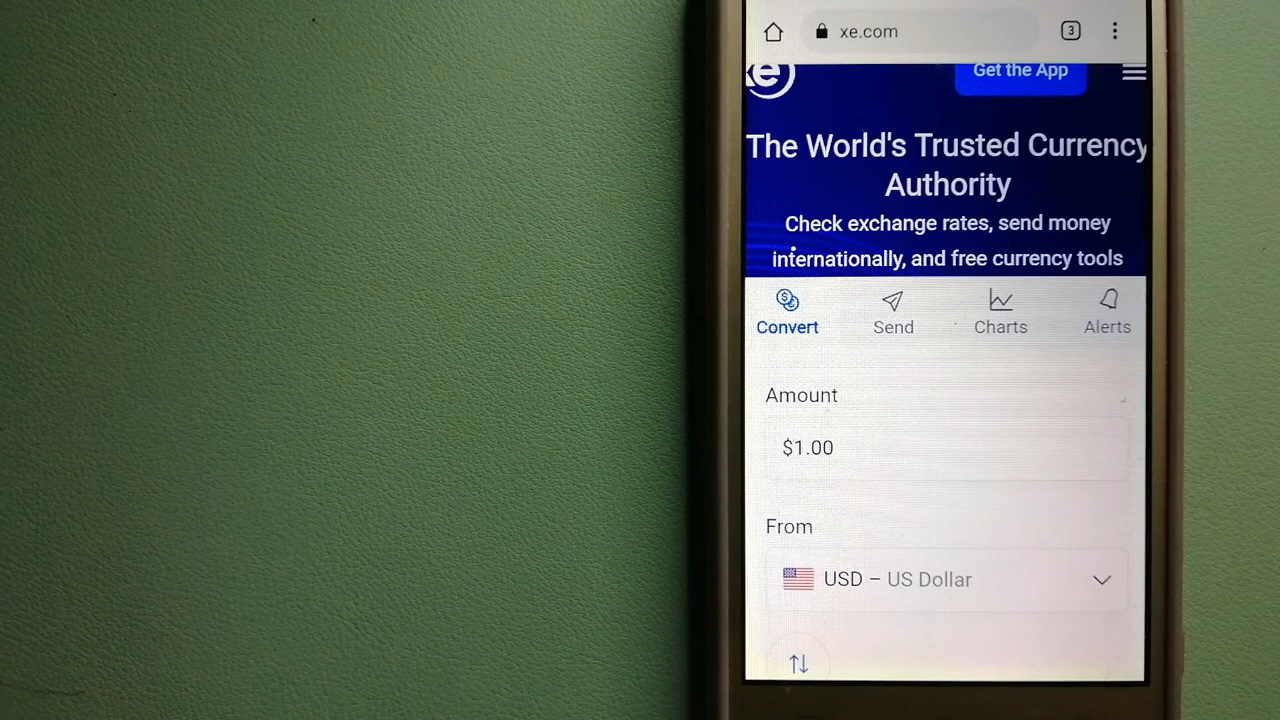 3
xe.com
e
Get the App
The World's Trusted Currency
Authority
Check exchange rates, send money
internationally, and free currency tools
Convert
Send
Charts
Alerts
Amount
$1.00
From
USD – US Dollar